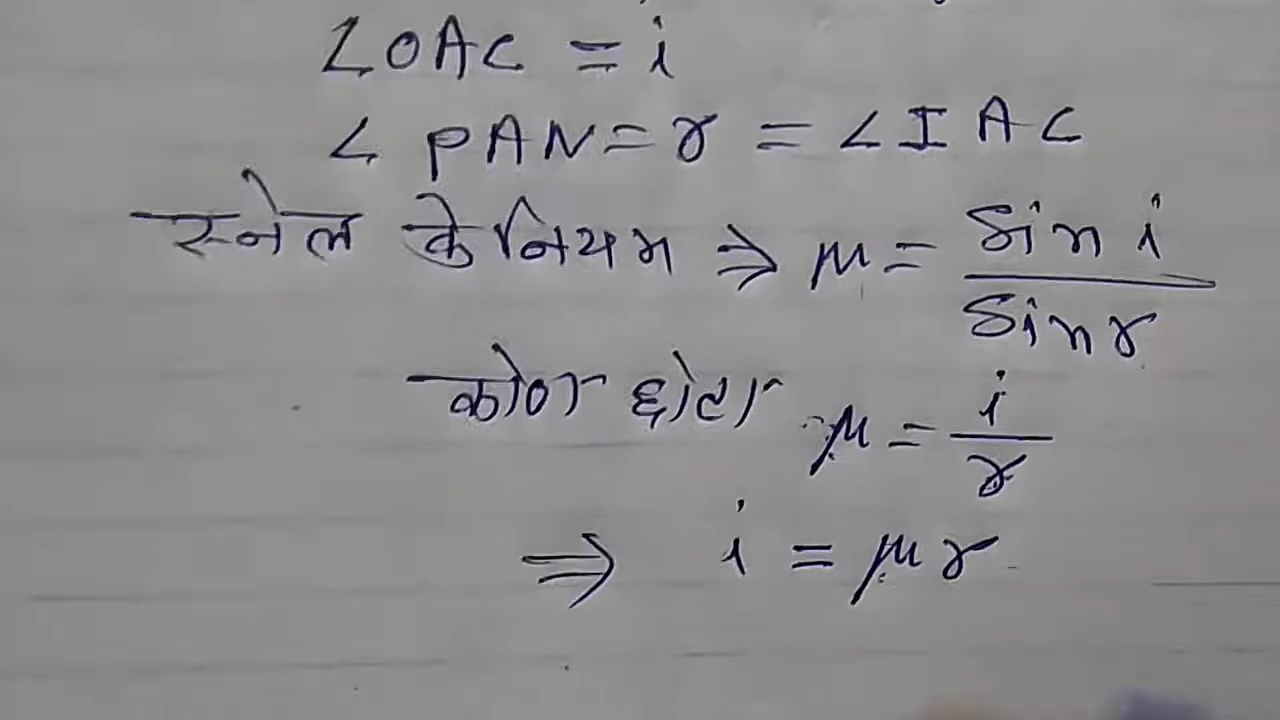 ∠OAC = i
∠PAN = r = ∠IAC
स्नेल के नियम ⇒ μ = Sin i / Sin r
कोण छोटा μ = i / r
⇒ i = μr